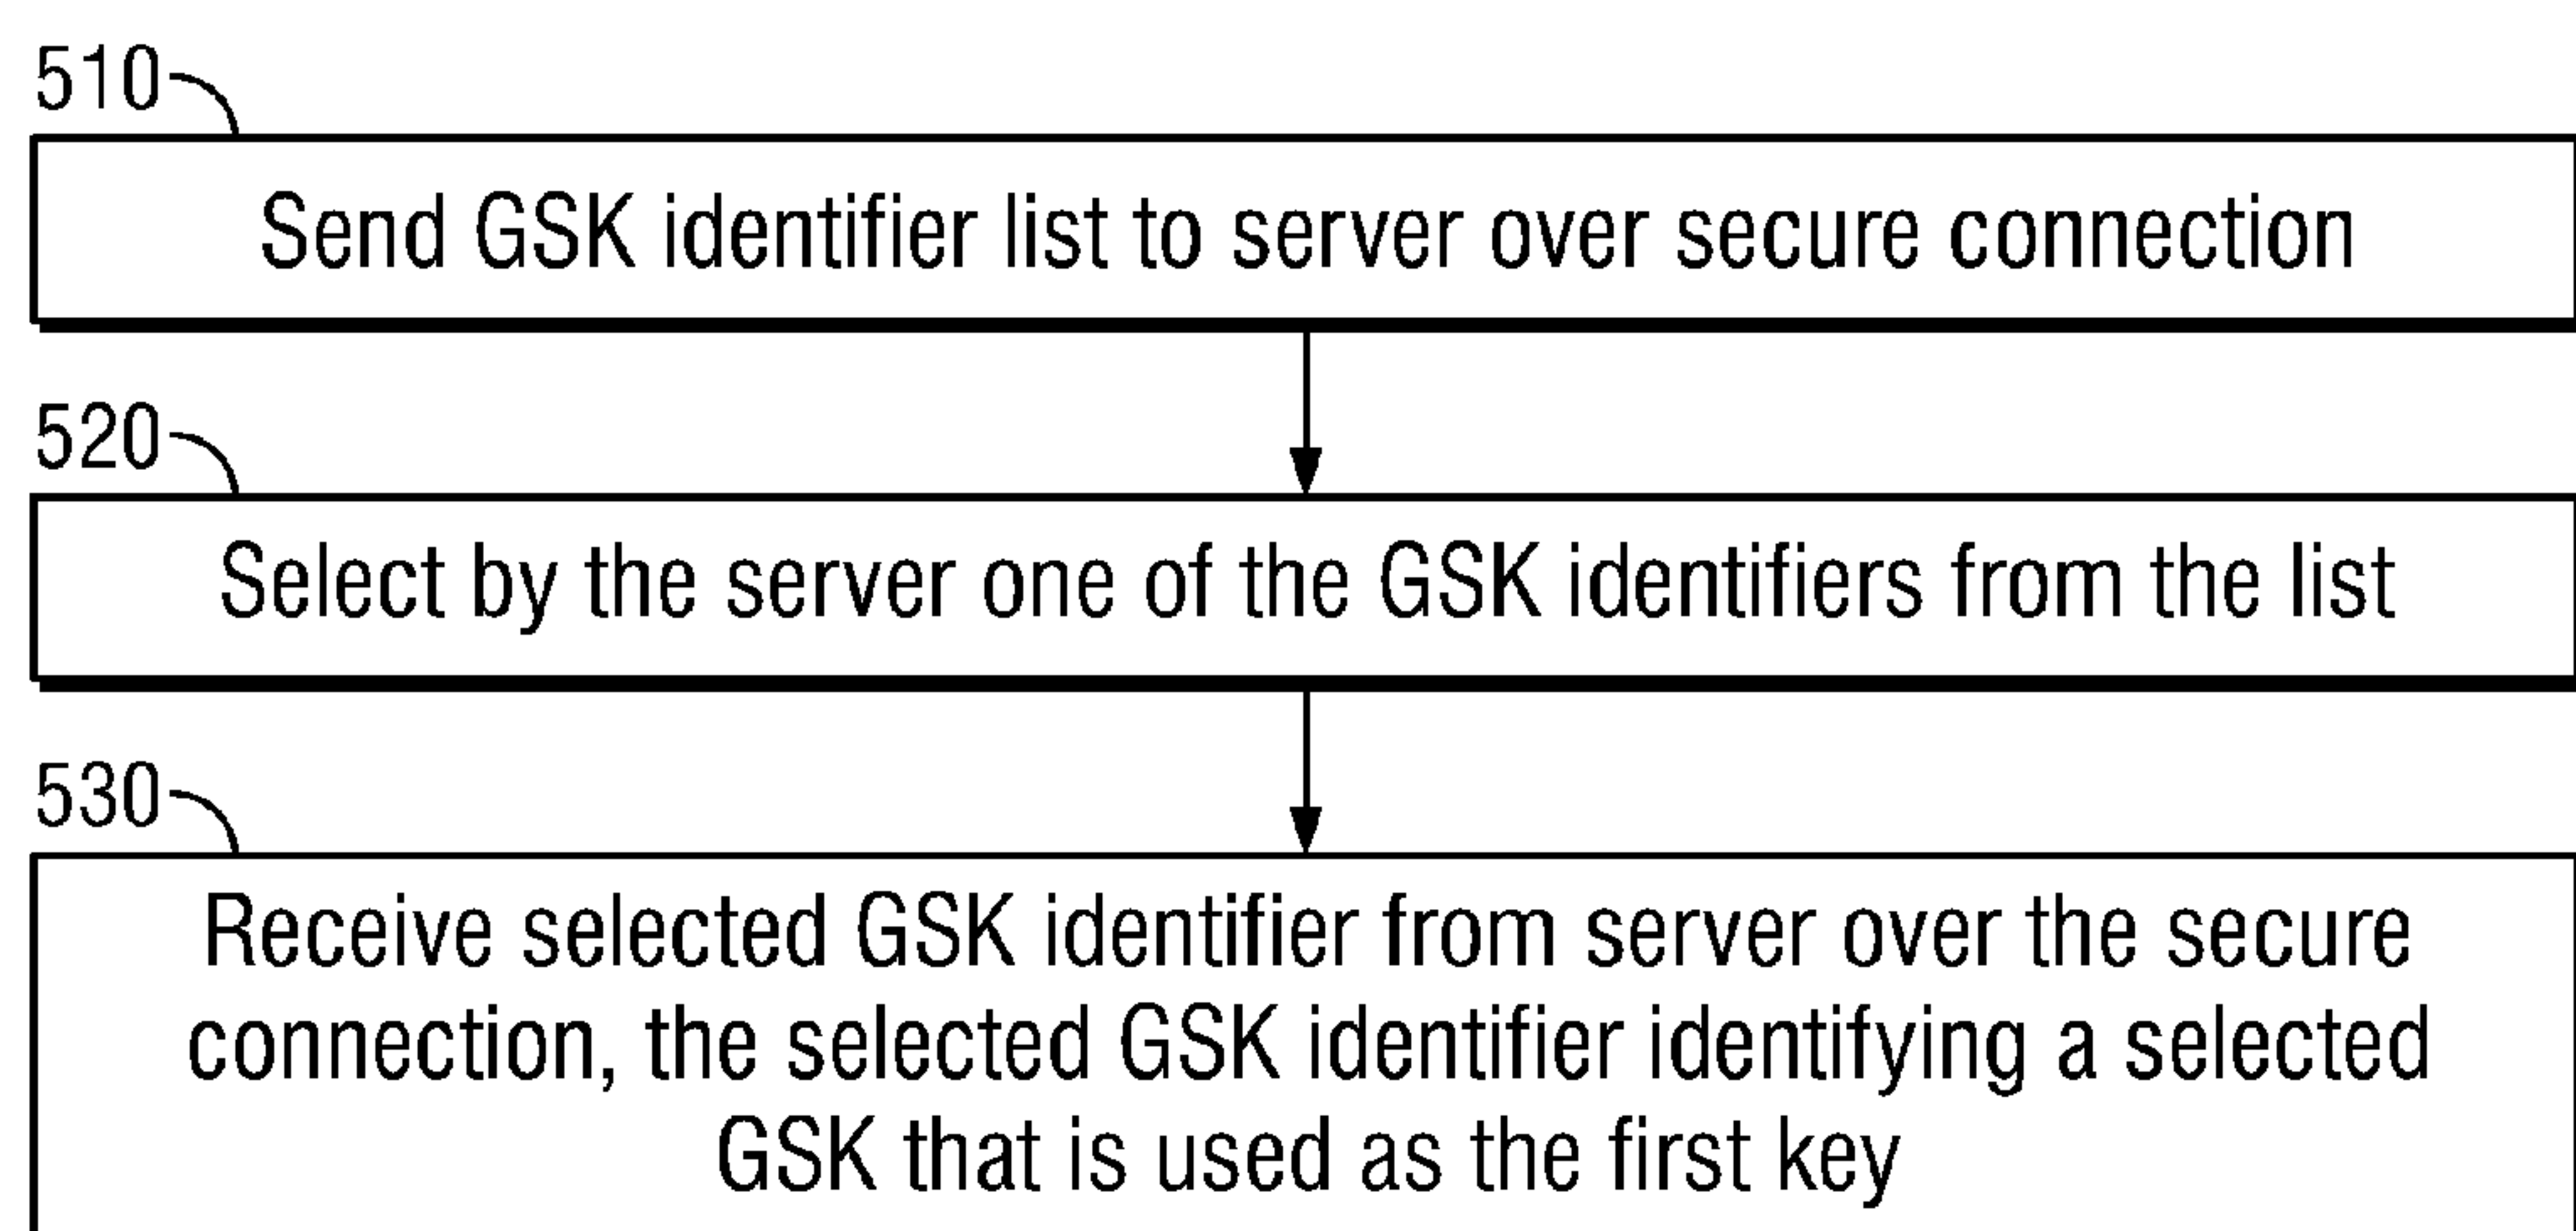 510
Send GSK identifier list to server over secure connection
520
Select by the server one of the GSK identifiers from the list
530
Receive selected GSK identifier from server over the secure
connection, the selected GSK identifier identifying a selected
GSK that is used as the first key